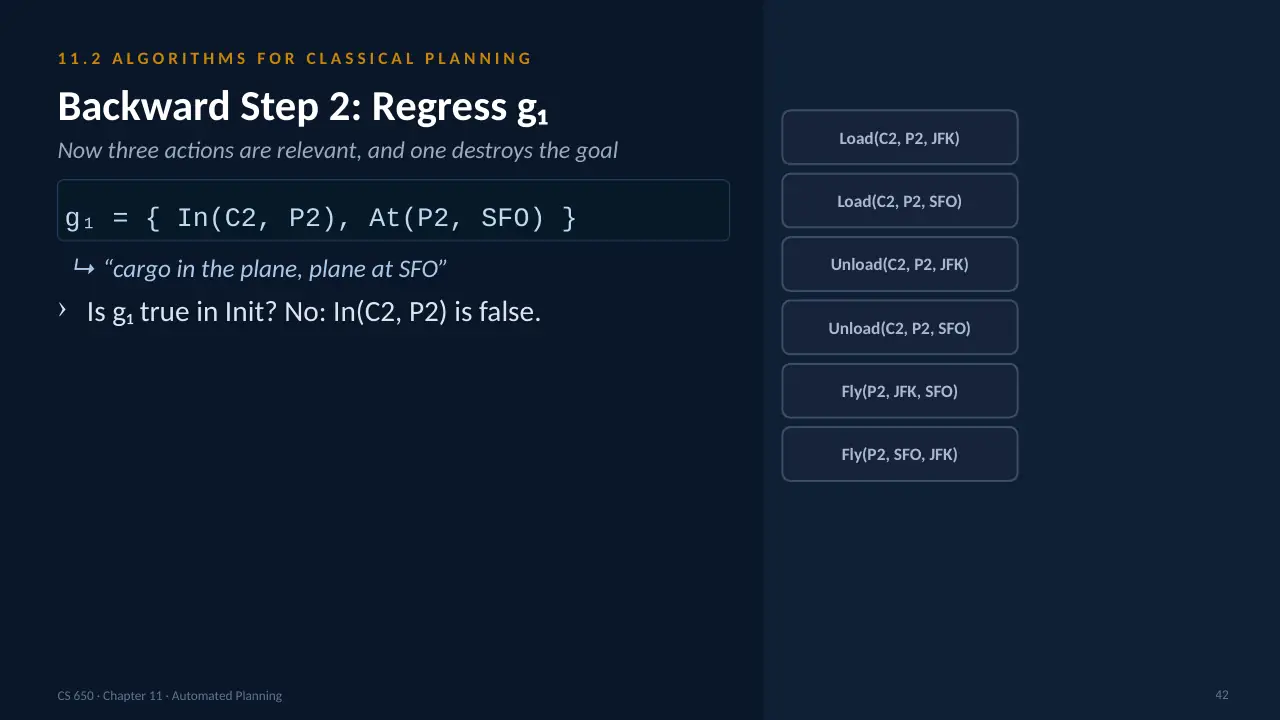 11.2 ALGORITHMS FOR CLASSICAL PLANNING
Backward Step 2: Regress g₁
Now three actions are relevant, and one destroys the goal
g₁ = { In(C2, P2), At(P2, SFO) }
↪ “cargo in the plane, plane at SFO”
› Is g₁ true in Init? No: In(C2, P2) is false.
Load(C2, P2, JFK)
Load(C2, P2, SFO)
Unload(C2, P2, JFK)
Unload(C2, P2, SFO)
Fly(P2, JFK, SFO)
Fly(P2, SFO, JFK)
CS 650 · Chapter 11 · Automated Planning
42